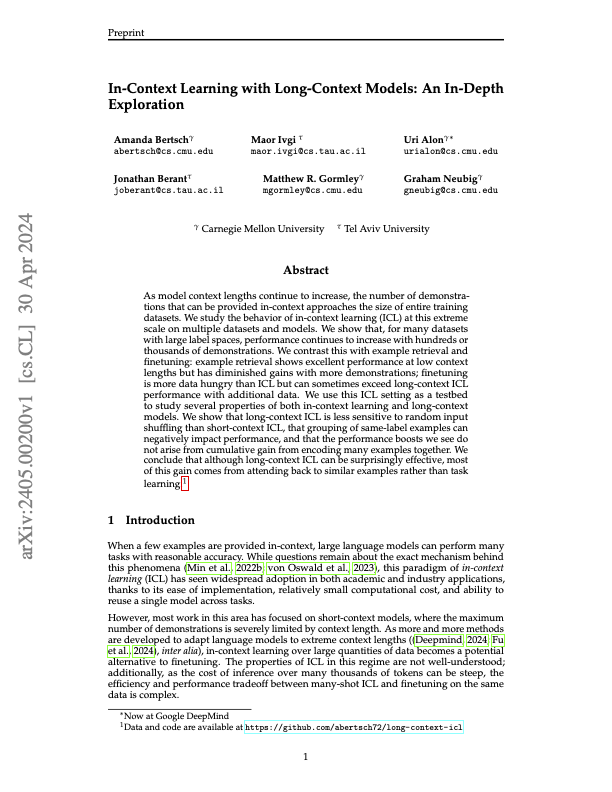 Preprint
In-Context Learning with Long-Context Models: An In-Depth
Exploration
Amanda Bertschγ Maor Ivgi τ Uri Alonγ*
abertsch@cs.cmu.edu maor.ivgi@cs.tau.ac.il urialon@cs.cmu.edu
Jonathan Berantτ Matthew R. Gormleyγ Graham Neubigγ
joberant@cs.tau.ac.il mgormley@cs.cmu.edu gneubig@cs.cmu.edu
γ Carnegie Mellon University τ Tel Aviv University
Abstract
As model context lengths continue to increase, the number of demonstra-
tions that can be provided in-context approaches the size of entire training
datasets. We study the behavior of in-context learning (ICL) at this extreme
scale on multiple datasets and models. We show that, for many datasets
with large label spaces, performance continues to increase with hundreds or
thousands of demonstrations. We contrast this with example retrieval and
finetuning: example retrieval shows excellent performance at low context
lengths but has diminished gains with more demonstrations; finetuning
is more data hungry than ICL but can sometimes exceed long-context ICL
performance with additional data. We use this ICL setting as a testbed
to study several properties of both in-context learning and long-context
models. We show that long-context ICL is less sensitive to random input
shuffling than short-context ICL, that grouping of same-label examples can
negatively impact performance, and that the performance boosts we see do
not arise from cumulative gain from encoding many examples together. We
conclude that although long-context ICL can be surprisingly effective, most
of this gain comes from attending back to similar examples rather than task
learning.1
1 Introduction
When a few examples are provided in-context, large language models can perform many
tasks with reasonable accuracy. While questions remain about the exact mechanism behind
this phenomena (Min et al., 2022b; von Oswald et al., 2023), this paradigm of in-context
learning (ICL) has seen widespread adoption in both academic and industry applications,
thanks to its ease of implementation, relatively small computational cost, and ability to
reuse a single model across tasks.
However, most work in this area has focused on short-context models, where the maximum
number of demonstrations is severely limited by context length. As more and more methods
are developed to adapt language models to extreme context lengths ((Deepmind, 2024; Fu
et al., 2024), inter alia), in-context learning over large quantities of data becomes a potential
alternative to finetuning. The properties of ICL in this regime are not well-understood;
additionally, as the cost of inference over many thousands of tokens can be steep, the
efficiency and performance tradeoff between many-shot ICL and finetuning on the same
data is complex.
*Now at Google DeepMind
1Data and code are available at https://github.com/abertsch72/long-context-icl
1
arXiv:2405.00200v1 [cs.CL] 30 Apr 2024